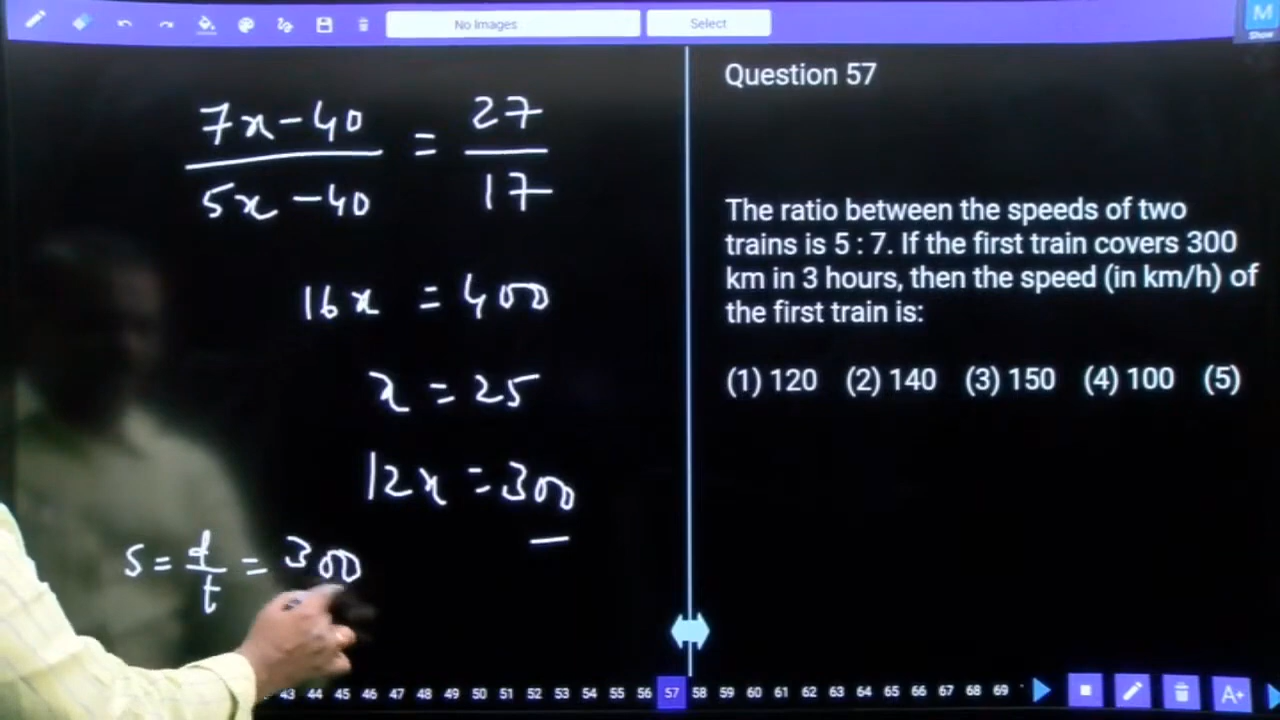 No Images
Select
M
Show
7x-40 / 5x-40 = 27 / 17
16x = 400
x = 25
12x = 300
s = d/t = 300
Question 57
The ratio between the speeds of two
trains is 5 : 7. If the first train covers 300
km in 3 hours, then the speed (in km/h) of
the first train is:
(1) 120 (2) 140 (3) 150 (4) 100 (5)
43 44 45 46 47 48 49 50 51 52 53 54 55 56 57 58 59 60 61 62 63 64 65 66 67 68 69
A+